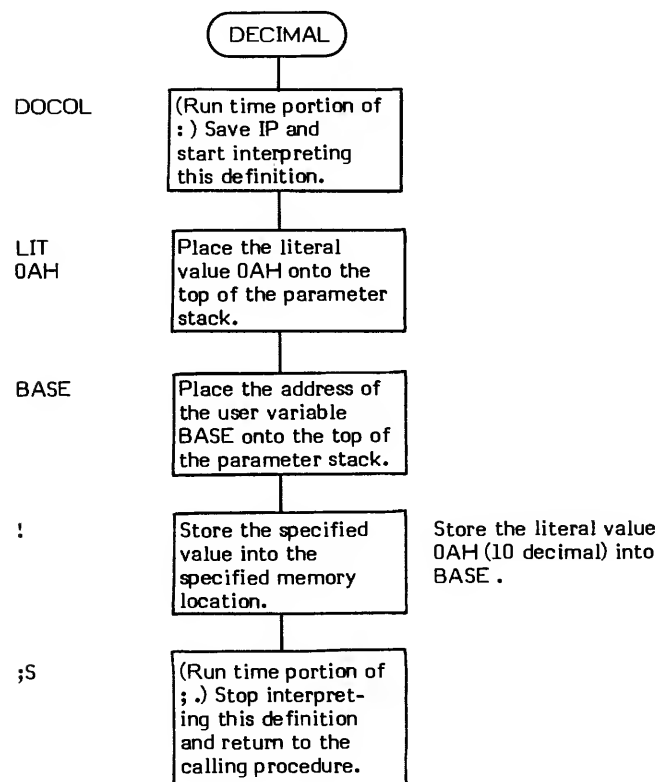 DECIMAL
DOCOL
(Run time portion of
: ) Save IP and
start interpreting
this definition.
LIT
0AH
Place the literal
value 0AH onto the
top of the parameter
stack.
BASE
Place the address of
the user variable
BASE onto the top of
the parameter stack.
!
Store the specified
value into the
specified memory
location.
Store the literal value
0AH (10 decimal) into
BASE .
;S
(Run time portion of
; .) Stop interpret-
ing this definition
and return to the
calling procedure.